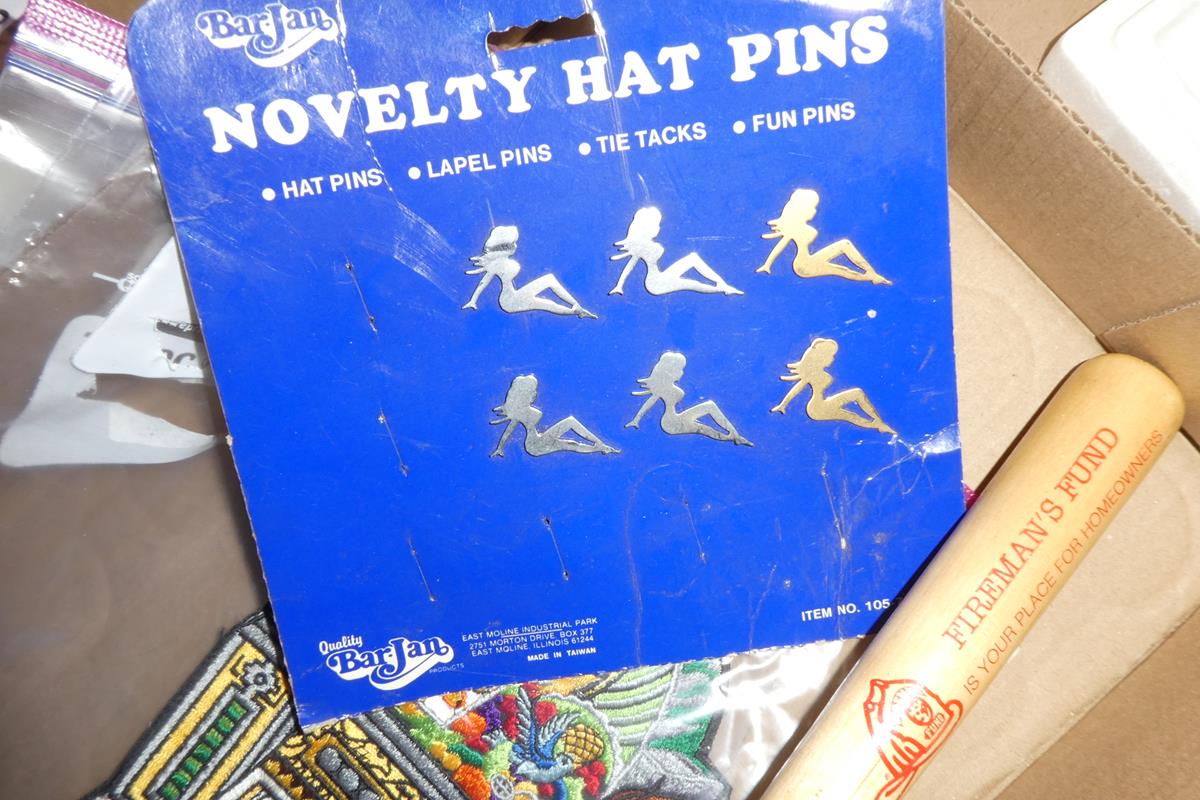 BarJan
NOVELTY HAT PINS
• HAT PINS • LAPEL PINS • TIE TACKS • FUN PINS
Quality
BarJan
PRODUCTS
EAST MOLINE INDUSTRIAL PARK
2751 MORTON DRIVE, BOX 377
EAST MOLINE, ILLINOIS 61244
MADE IN TAIWAN
ITEM NO. 105-
FIREMAN'S FUND
IS YOUR PLACE FOR HOMEOWNERS
FUND